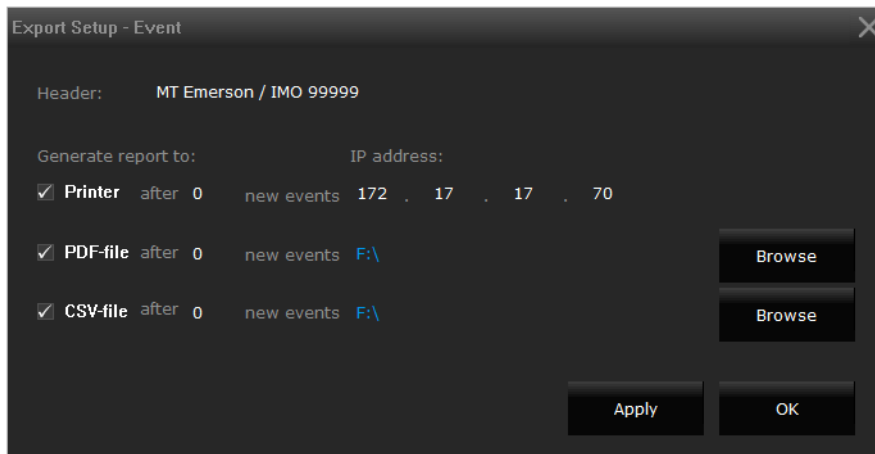 Export Setup - Event
Header: MT Emerson / IMO 99999
Generate report to: IP address:
Printer after 0 new events 172 . 17 . 17 . 70
PDF-file after 0 new events F:\ Browse
CSV-file after 0 new events F:\ Browse
Apply OK